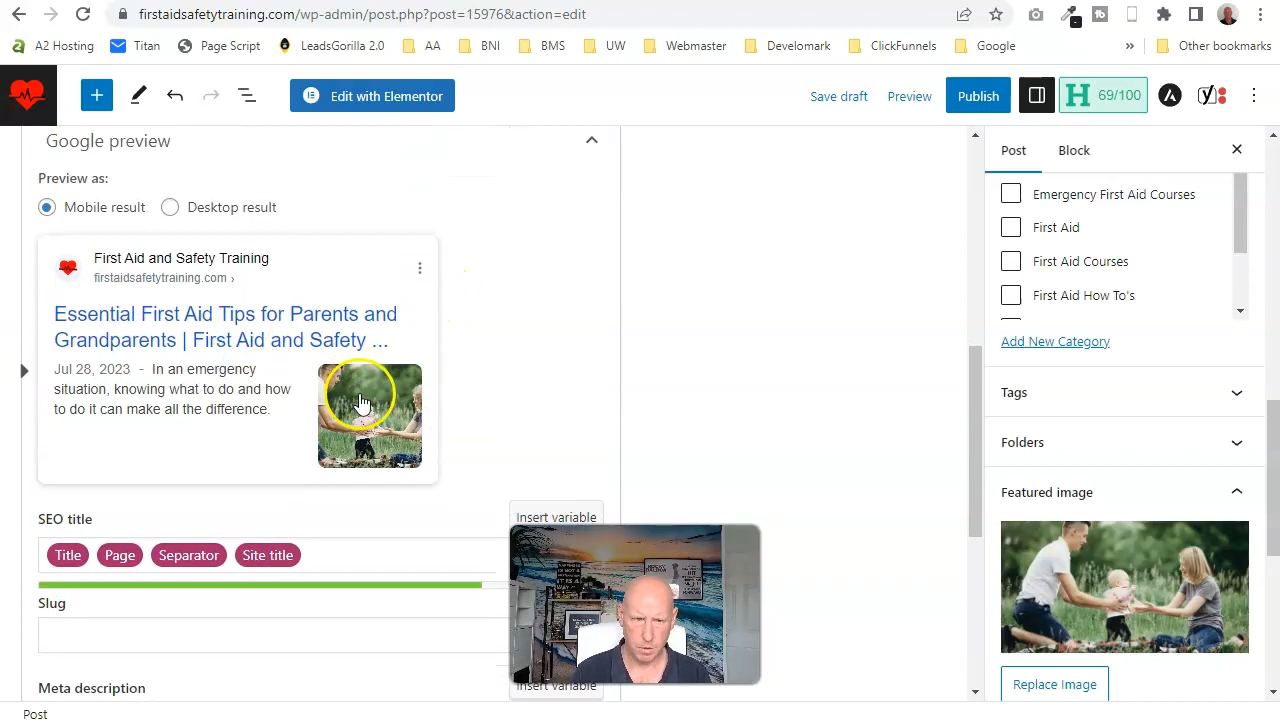 firstaidsafetytraining.com/wp-admin/post.php?post=15976&action=edit
A2 Hosting
Titan
Page Script
LeadsGorilla 2.0
AA
BNI
BMS
UW
Webmaster
Develomark
ClickFunnels
Google
»
Other bookmarks
Edit with Elementor
Save draft
Preview
Publish
H 69/100
Google preview
Preview as:
Mobile result
Desktop result
First Aid and Safety Training
firstaidsafetytraining.com ›
Essential First Aid Tips for Parents and
Grandparents | First Aid and Safety ...
Jul 28, 2023 - In an emergency
situation, knowing what to do and how
to do it can make all the difference.
SEO title
Insert variable
Title
Page
Separator
Site title
Slug
Meta description
Insert variable
Post
Block
Emergency First Aid Courses
First Aid
First Aid Courses
First Aid How To's
Add New Category
Tags
Folders
Featured image
Replace Image
Post